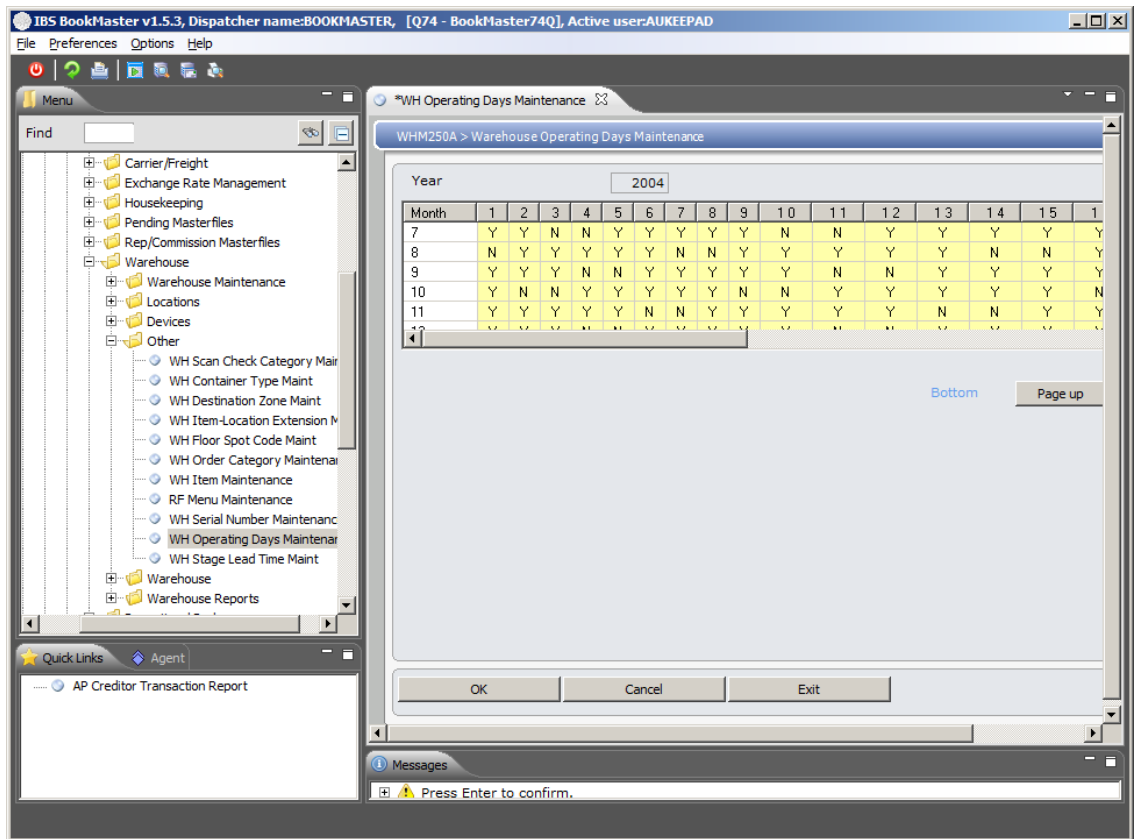 IBS BookMaster v1.5.3, Dispatcher name:BOOKMASTER, [Q74 - BookMaster74Q], Active user:AUKEEPAD
File Preferences Options Help
Menu
Find
Carrier/Freight
Exchange Rate Management
Housekeeping
Pending Masterfiles
Rep/Commission Masterfiles
Warehouse
Warehouse Maintenance
Locations
Devices
Other
WH Scan Check Category Mair
WH Container Type Maint
WH Destination Zone Maint
WH Item-Location Extension M
WH Floor Spot Code Maint
WH Order Category Maintenar
WH Item Maintenance
RF Menu Maintenance
WH Serial Number Maintenanc
WH Operating Days Maintenar
WH Stage Lead Time Maint
Warehouse
Warehouse Reports
Quick Links Agent
AP Creditor Transaction Report
*WH Operating Days Maintenance
WHM250A > Warehouse Operating Days Maintenance
Year 2004
Month 1 2 3 4 5 6 7 8 9 10 11 12 13 14 15 1
7 Y Y N N Y Y Y Y Y N N Y Y Y Y Y
8 N Y Y Y Y Y N N Y Y Y Y Y N N Y
9 Y Y Y N N Y Y Y Y Y N N Y Y Y Y
10 Y N N Y Y Y Y Y N N Y Y Y Y Y N
11 Y Y Y Y Y N N Y Y Y Y Y N N Y Y
Bottom Page up
OK Cancel Exit
Messages
Press Enter to confirm.